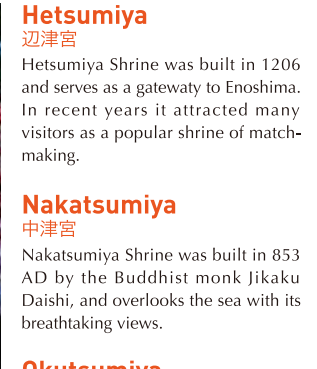 Hetsumiya
辺津宮
Hetsumiya Shrine was built in 1206
and serves as a gatewaty to Enoshima.
In recent years it attracted many
visitors as a popular shrine of match-
making.
Nakatsumiya
中津宮
Nakatsumiya Shrine was built in 853
AD by the Buddhist monk Jikaku
Daishi, and overlooks the sea with its
breathtaking views.
Okutsumiya